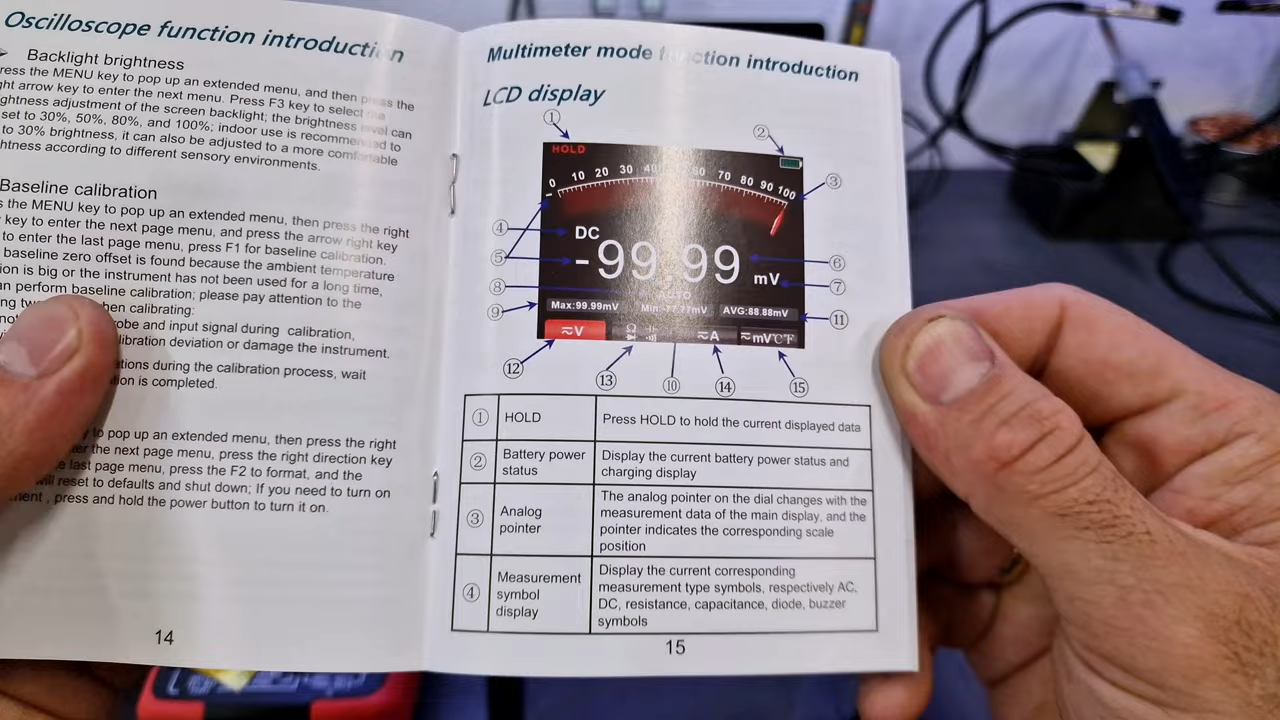 Oscilloscope function introduction
Backlight brightness
ress the MENU key to pop up an extended menu, and then press the
ht arrow key to enter the next menu. Press F3 key to select
ghtness adjustment of the screen backlight; the brightness level can
set to 30%, 50%, 80%, and 100%; indoor use is recommended to
to 30% brightness, it can also be adjusted to a more comfortable
htness according to different sensory environments.
Baseline calibration
s the MENU key to pop up an extended menu, then press the right
key to enter the next page menu, and press the arrow right key
to enter the last page menu, press F1 for baseline calibration.
baseline zero offset is found because the ambient temperature
ion is big or the instrument has not been used for a long time,
an perform baseline calibration; please pay attention to the
ng tw hen calibrating:
not robe and input signal during calibration,
libration deviation or damage the instrument.
tions during the calibration process, wait
ion is completed.
to pop up an extended menu, then press the right
ter the next page menu, press the right direction key
e last page menu, press the F2 to format, and the
will reset to defaults and shut down; If you need to turn on
ment , press and hold the power button to turn it on.
14
Multimeter mode function introduction
LCD display
① ②
HOLD
0 10 20 30 40 60 70 80 90 100
③
④ DC
⑤ -99.99 mV ⑥
⑦
⑧ AUTO
⑨ Max:99.99mV Min:-77.77mV AVG:88.88mV ⑪
≂V ≂A ≂mV℃℉
⑫ ⑬ ⑩ ⑭ ⑮
① HOLD Press HOLD to hold the current displayed data
② Battery power status Display the current battery power status and
charging display
③ Analog pointer The analog pointer on the dial changes with the
measurement data of the main display, and the
pointer indicates the corresponding scale
position
④ Measurement symbol display Display the current corresponding
measurement type symbols, respectively AC,
DC, resistance, capacitance, diode, buzzer
symbols
15